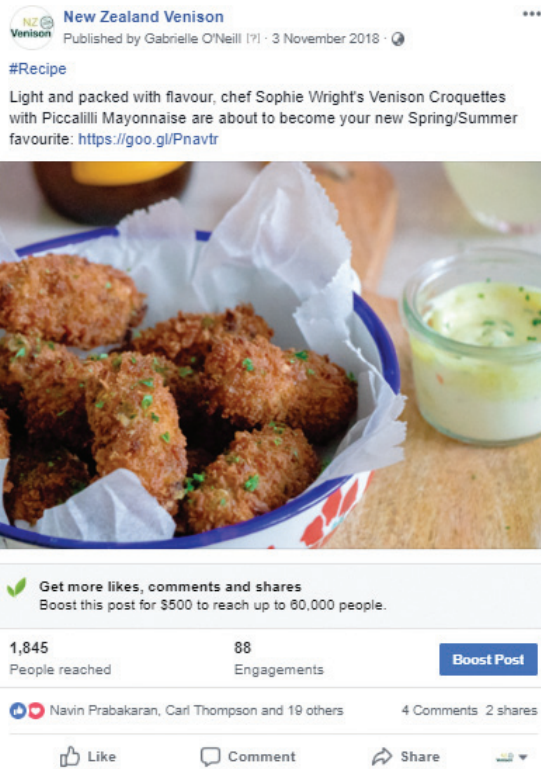 NZ
Venison
New Zealand Venison
Published by Gabrielle O'Neill [?] · 3 November 2018 ·
#Recipe
Light and packed with flavour, chef Sophie Wright's Venison Croquettes
with Piccalilli Mayonnaise are about to become your new Spring/Summer
favourite: https://goo.gl/Pnavtr
Get more likes, comments and shares
Boost this post for $500 to reach up to 60,000 people.
1,845 88
People reached Engagements Boost Post
Navin Prabakaran, Carl Thompson and 19 others 4 Comments 2 shares
Like Comment Share